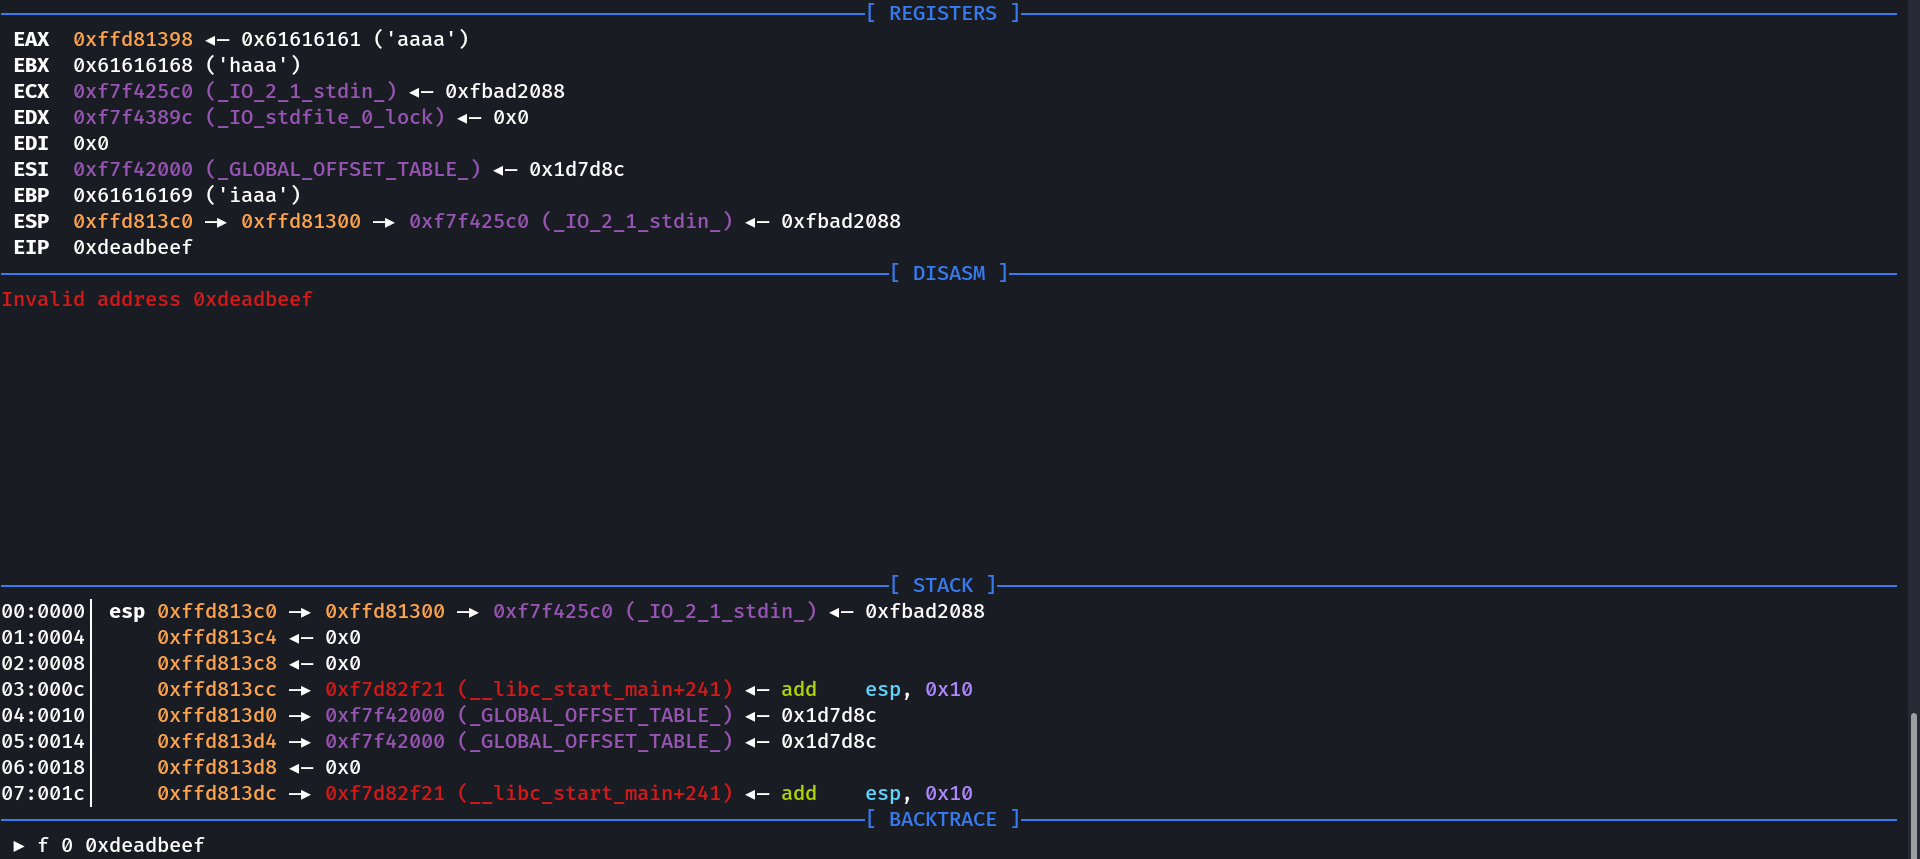 [ REGISTERS ]
EAX 0xffd81398 ◂— 0x61616161 ('aaaa')
EBX 0x61616168 ('haaa')
ECX 0xf7f425c0 (_IO_2_1_stdin_) ◂— 0xfbad2088
EDX 0xf7f4389c (_IO_stdfile_0_lock) ◂— 0x0
EDI 0x0
ESI 0xf7f42000 (_GLOBAL_OFFSET_TABLE_) ◂— 0x1d7d8c
EBP 0x61616169 ('iaaa')
ESP 0xffd813c0 —▸ 0xffd81300 —▸ 0xf7f425c0 (_IO_2_1_stdin_) ◂— 0xfbad2088
EIP 0xdeadbeef
[ DISASM ]
Invalid address 0xdeadbeef
[ STACK ]
00:0000│ esp 0xffd813c0 —▸ 0xffd81300 —▸ 0xf7f425c0 (_IO_2_1_stdin_) ◂— 0xfbad2088
01:0004│ 0xffd813c4 ◂— 0x0
02:0008│ 0xffd813c8 ◂— 0x0
03:000c│ 0xffd813cc —▸ 0xf7d82f21 (__libc_start_main+241) ◂— add esp, 0x10
04:0010│ 0xffd813d0 —▸ 0xf7f42000 (_GLOBAL_OFFSET_TABLE_) ◂— 0x1d7d8c
05:0014│ 0xffd813d4 —▸ 0xf7f42000 (_GLOBAL_OFFSET_TABLE_) ◂— 0x1d7d8c
06:0018│ 0xffd813d8 ◂— 0x0
07:001c│ 0xffd813dc —▸ 0xf7d82f21 (__libc_start_main+241) ◂— add esp, 0x10
[ BACKTRACE ]
► f 0 0xdeadbeef